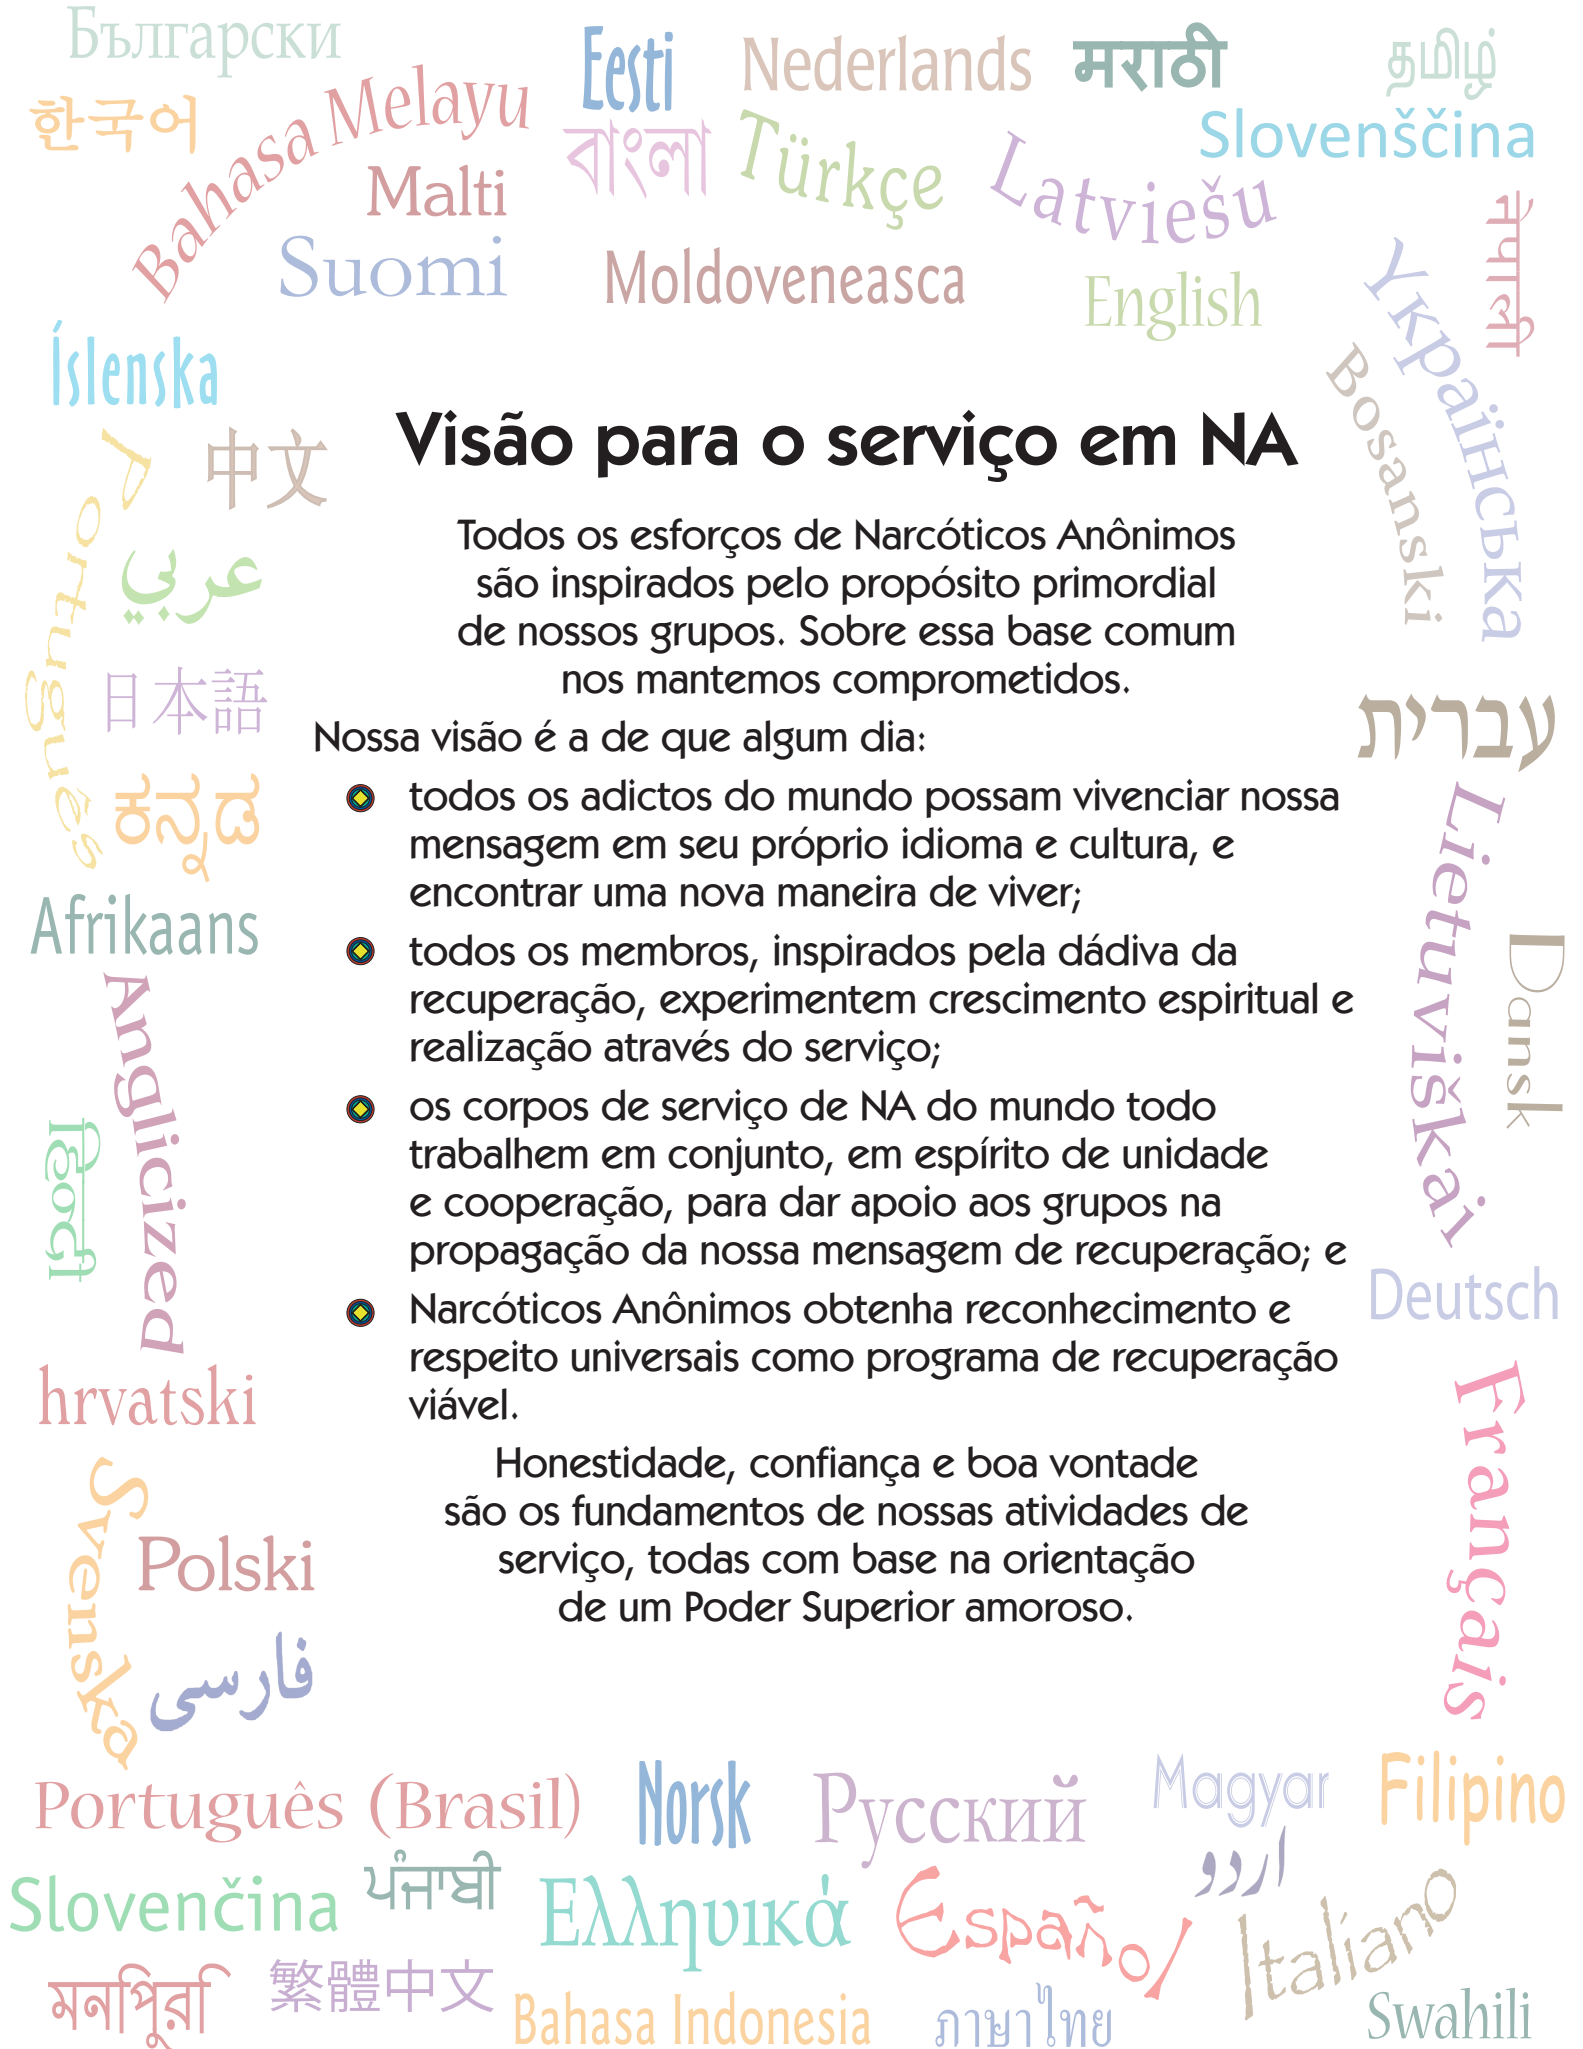 Български
한국어
Bahasa Melayu
Eesti
Nederlands
मराठी
தமிழ்
Malti
বাংলা
Türkçe
Latviešu
Slovenščina
नेपाली
Suomi
Moldoveneasca
English
Українська
Íslenska
Bosanski
Visão para o serviço em NA
中文
Português
عربي
日本語
ಕನ್ನಡ
Afrikaans
Anglicized
हिन्दी
hrvatski
Svenska
Polski
فارسی
Todos os esforços de Narcóticos Anônimos
são inspirados pelo propósito primordial
de nossos grupos. Sobre essa base comum
nos mantemos comprometidos.
Nossa visão é a de que algum dia:
todos os adictos do mundo possam vivenciar nossa
mensagem em seu próprio idioma e cultura, e
encontrar uma nova maneira de viver;
todos os membros, inspirados pela dádiva da
recuperação, experimentem crescimento espiritual e
realização através do serviço;
os corpos de serviço de NA do mundo todo
trabalhem em conjunto, em espírito de unidade
e cooperação, para dar apoio aos grupos na
propagação da nossa mensagem de recuperação; e
Narcóticos Anônimos obtenha reconhecimento e
respeito universais como programa de recuperação
viável.
Honestidade, confiança e boa vontade
são os fundamentos de nossas atividades de
serviço, todas com base na orientação
de um Poder Superior amoroso.
עברית
Lietuviškai
Dansk
Deutsch
Français
Português (Brasil)
Norsk
Русский
Magyar
Filipino
Slovenčina
ਪੰਜਾਬੀ
Ελληυικά
Español
اردو
Italiano
মনিপুরি
繁體中文
Bahasa Indonesia
ภาษาไทย
Swahili